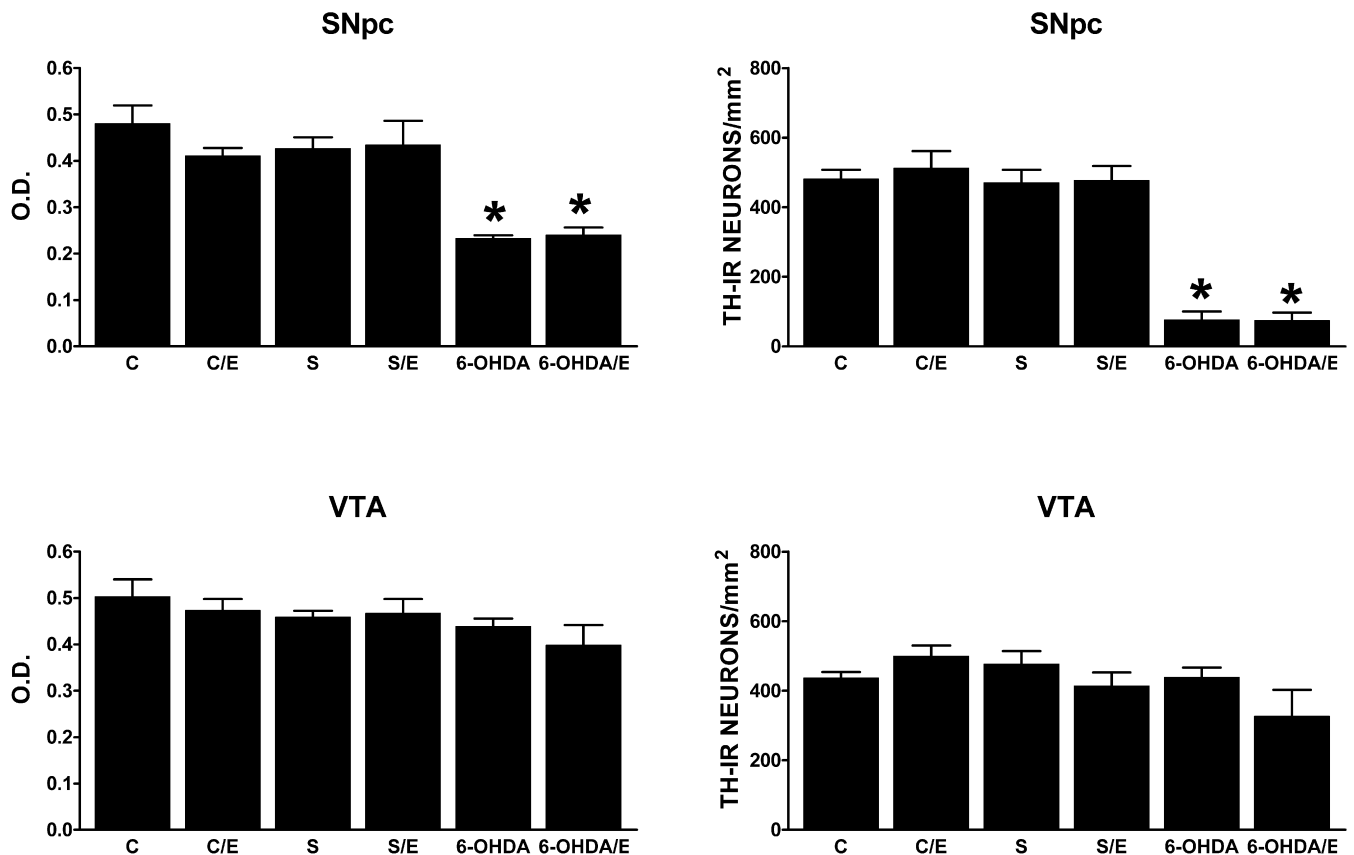 SNpc
O.D.
0.6
0.5
0.4
0.3
0.2
0.1
0.0
* *
C C/E S S/E 6-OHDA 6-OHDA/E
SNpc
TH-IR NEURONS/mm²
800
600
400
200
0
* *
C C/E S S/E 6-OHDA 6-OHDA/E
VTA
O.D.
0.6
0.5
0.4
0.3
0.2
0.1
0.0
C C/E S S/E 6-OHDA 6-OHDA/E
VTA
TH-IR NEURONS/mm²
800
600
400
200
0
C C/E S S/E 6-OHDA 6-OHDA/E